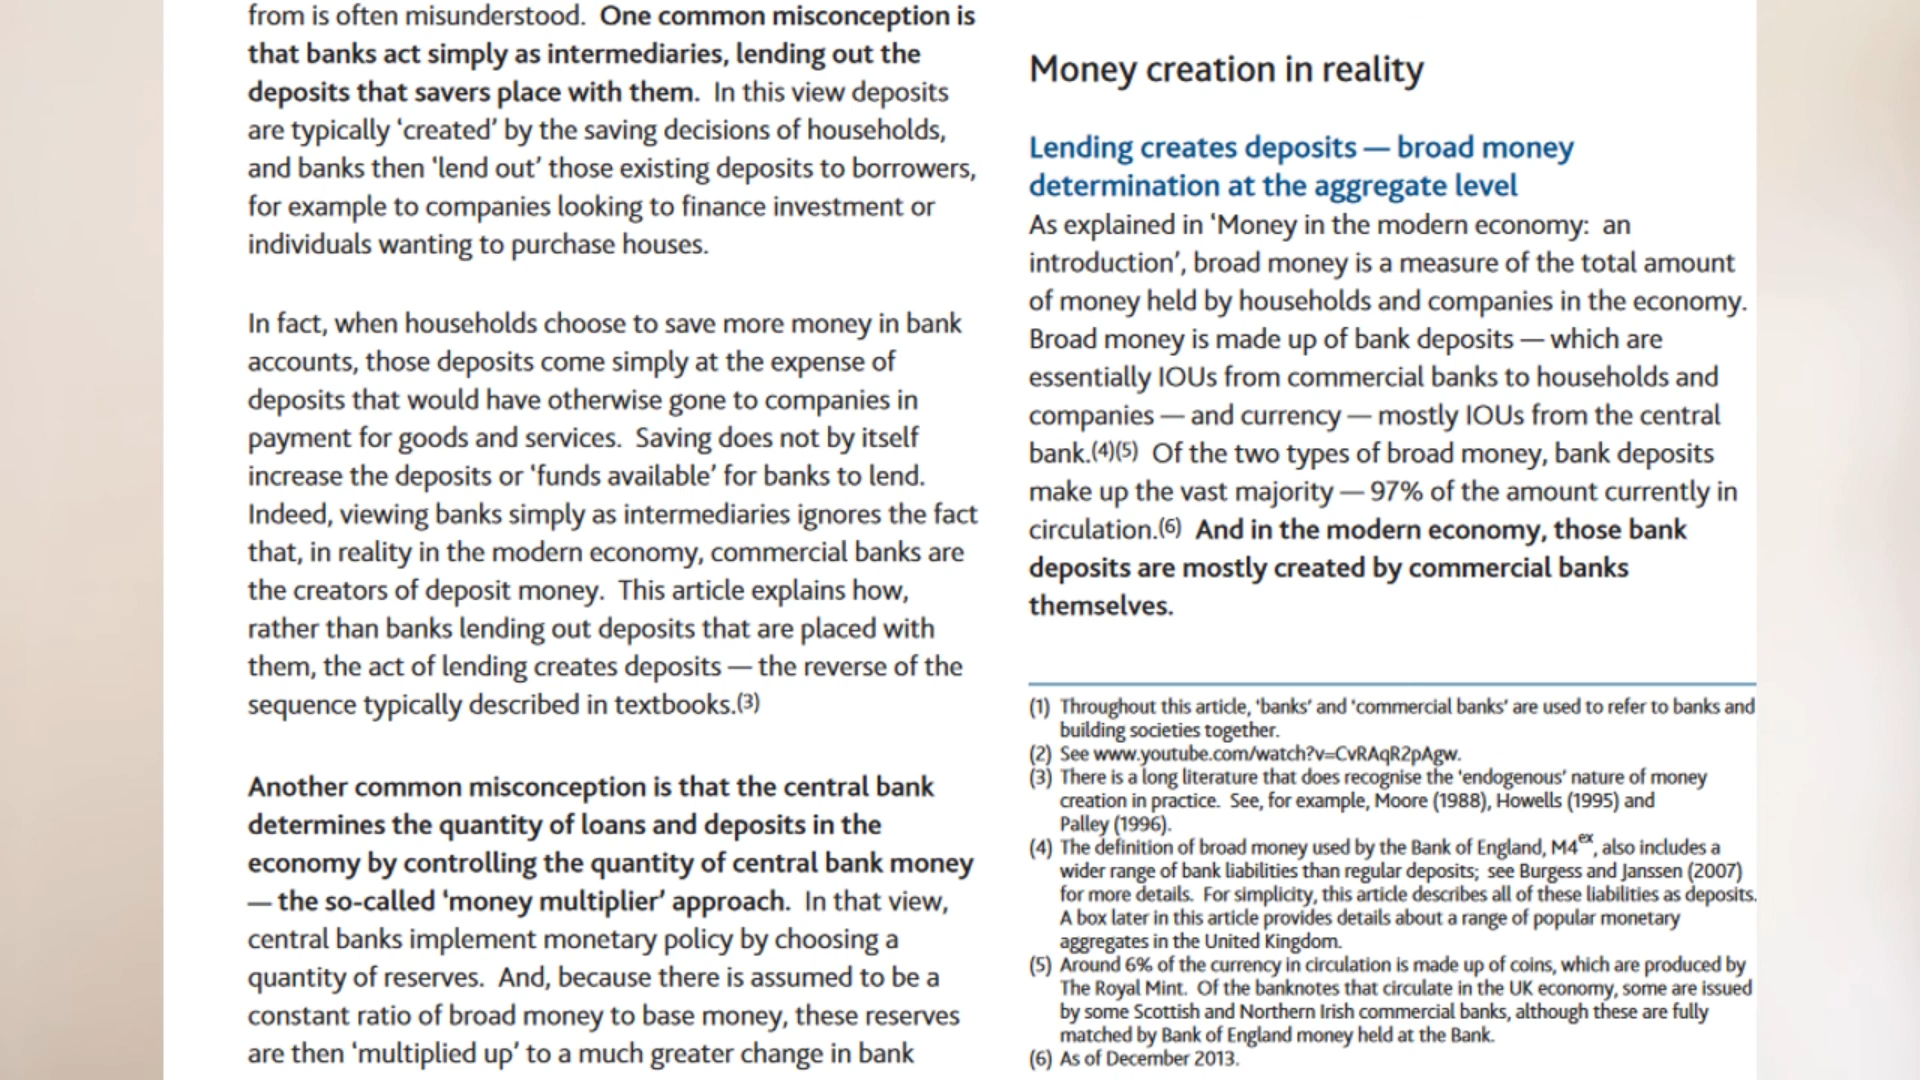 from is often misunderstood.  One common misconception is
that banks act simply as intermediaries, lending out the
deposits that savers place with them.  In this view deposits
are typically ‘created’ by the saving decisions of households,
and banks then ‘lend out’ those existing deposits to borrowers,
for example to companies looking to finance investment or
individuals wanting to purchase houses.
In fact, when households choose to save more money in bank
accounts, those deposits come simply at the expense of
deposits that would have otherwise gone to companies in
payment for goods and services.  Saving does not by itself
increase the deposits or ‘funds available’ for banks to lend.
Indeed, viewing banks simply as intermediaries ignores the fact
that, in reality in the modern economy, commercial banks are
the creators of deposit money.  This article explains how,
rather than banks lending out deposits that are placed with
them, the act of lending creates deposits — the reverse of the
sequence typically described in textbooks.(3)
Another common misconception is that the central bank
determines the quantity of loans and deposits in the
economy by controlling the quantity of central bank money
— the so-called ‘money multiplier’ approach.  In that view,
central banks implement monetary policy by choosing a
quantity of reserves.  And, because there is assumed to be a
constant ratio of broad money to base money, these reserves
are then ‘multiplied up’ to a much greater change in bank
Money creation in reality
Lending creates deposits — broad money
determination at the aggregate level
As explained in ‘Money in the modern economy:  an
introduction’, broad money is a measure of the total amount
of money held by households and companies in the economy.
Broad money is made up of bank deposits — which are
essentially IOUs from commercial banks to households and
companies — and currency — mostly IOUs from the central
bank.(4)(5)  Of the two types of broad money, bank deposits
make up the vast majority — 97% of the amount currently in
circulation.(6)  And in the modern economy, those bank
deposits are mostly created by commercial banks
themselves.
(1) Throughout this article, ‘banks’ and ‘commercial banks’ are used to refer to banks and
building societies together.
(2) See www.youtube.com/watch?v=CvRAqR2pAgw.
(3) There is a long literature that does recognise the ‘endogenous’ nature of money
creation in practice.  See, for example, Moore (1988), Howells (1995) and
Palley (1996).
(4) The definition of broad money used by the Bank of England, M4ex, also includes a
wider range of bank liabilities than regular deposits;  see Burgess and Janssen (2007)
for more details.  For simplicity, this article describes all of these liabilities as deposits.
A box later in this article provides details about a range of popular monetary
aggregates in the United Kingdom.
(5) Around 6% of the currency in circulation is made up of coins, which are produced by
The Royal Mint.  Of the banknotes that circulate in the UK economy, some are issued
by some Scottish and Northern Irish commercial banks, although these are fully
matched by Bank of England money held at the Bank.
(6) As of December 2013.